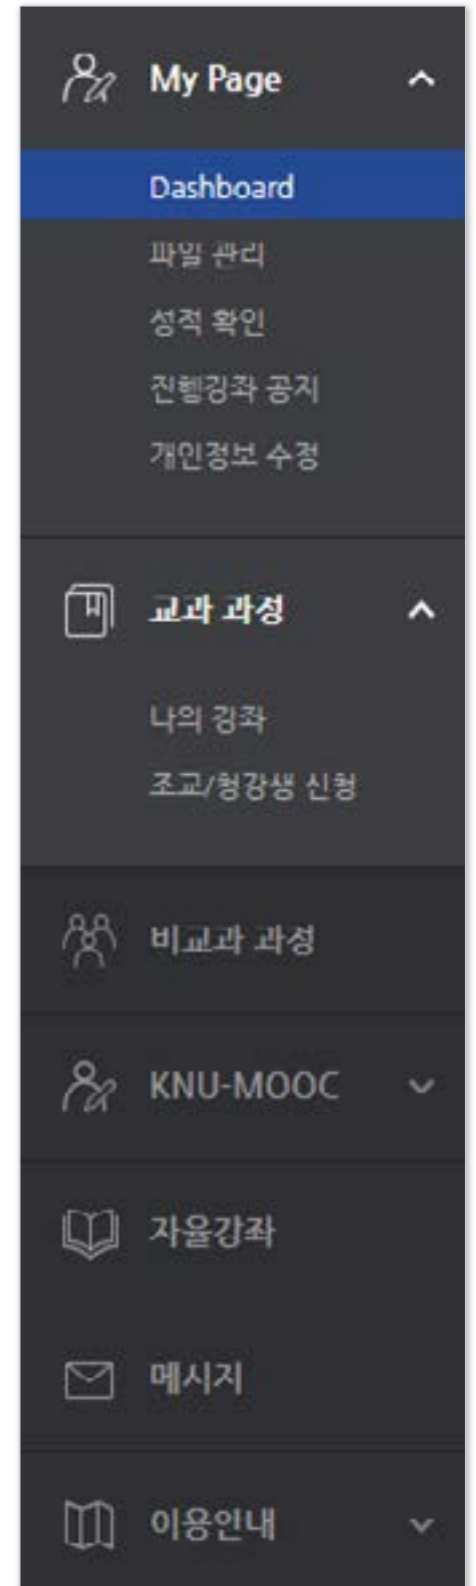 My Page
Dashboard
파일 관리
성적 확인
진행강좌 공지
개인정보 수정
교과 과정
나의 강좌
조교/청강생 신청
비교과 과정
KNU-MOOC
자율강좌
메시지
이용안내